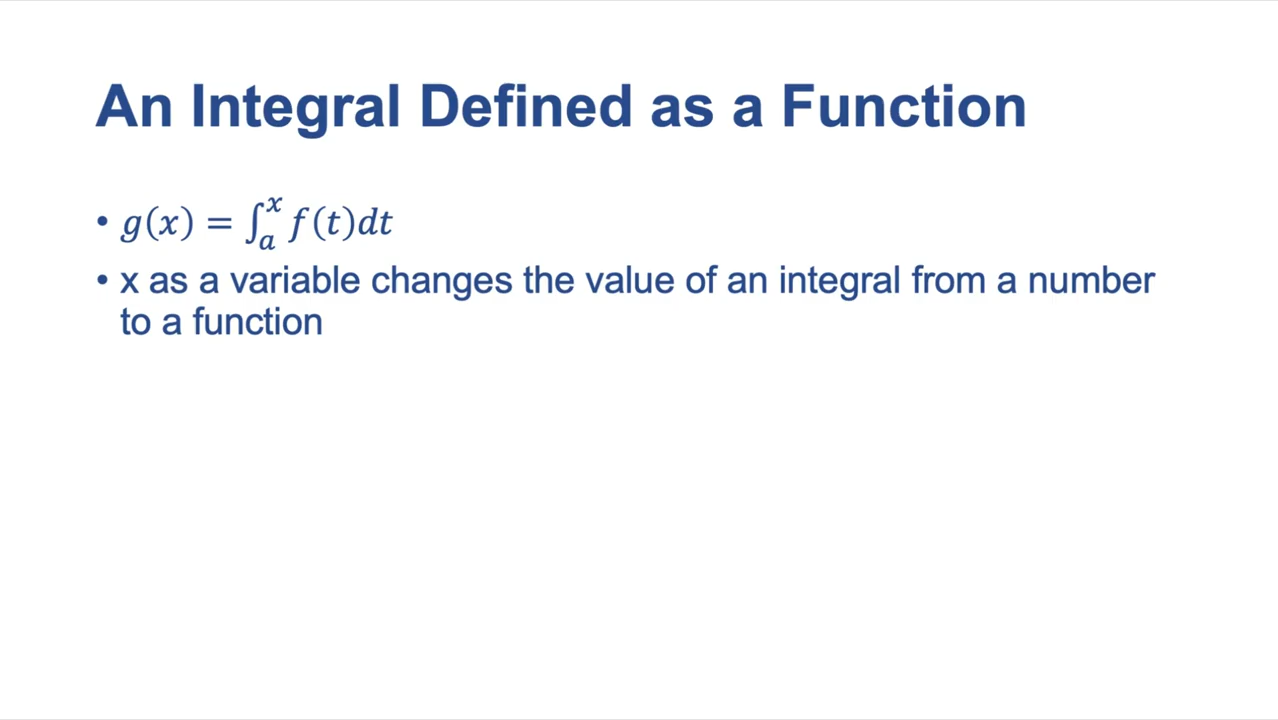 An Integral Defined as a Function
• 𝑔(𝑥) = ∫ₐˣ 𝑓(𝑡)𝑑𝑡
• x as a variable changes the value of an integral from a number
to a function